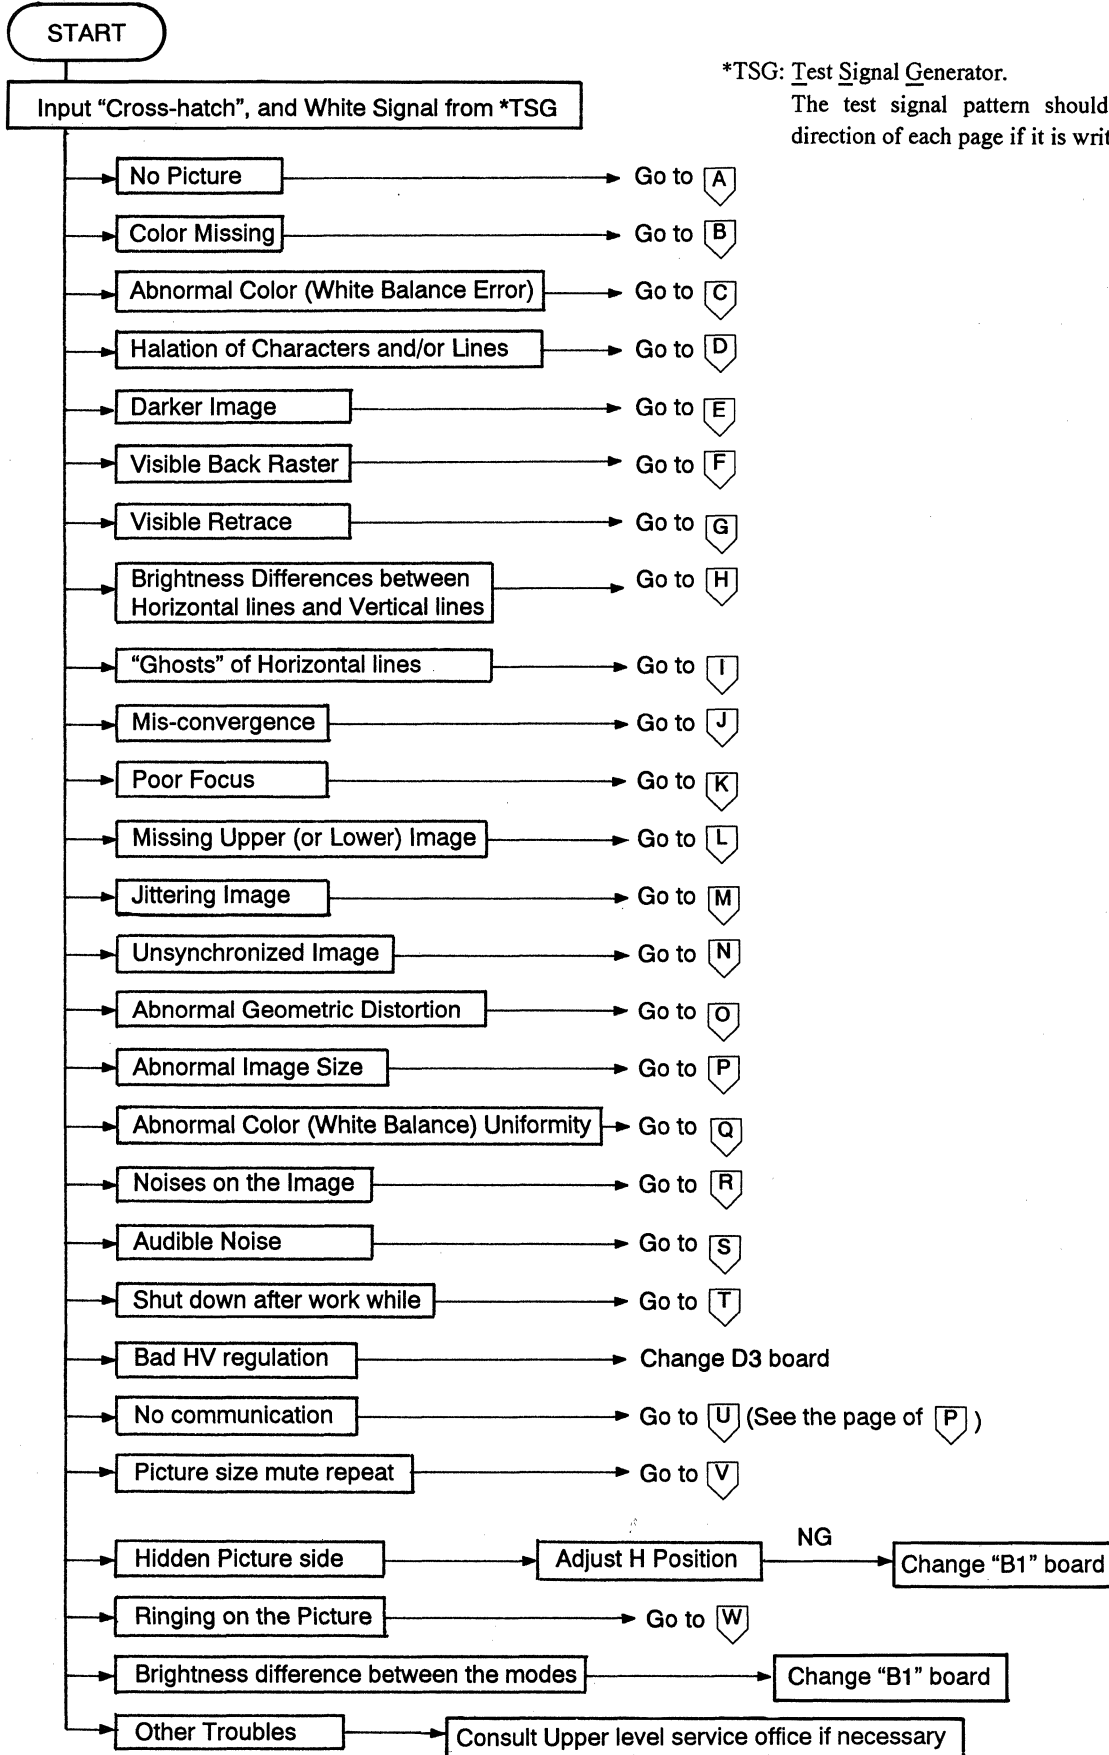 START
*TSG: Test Signal Generator.
The test signal pattern should
direction of each page if it is writ
Input “Cross-hatch”, and White Signal from *TSG
No Picture Go to A
Color Missing Go to B
Abnormal Color (White Balance Error) Go to C
Halation of Characters and/or Lines Go to D
Darker Image Go to E
Visible Back Raster Go to F
Visible Retrace Go to G
Brightness Differences between
Horizontal lines and Vertical lines Go to H
“Ghosts” of Horizontal lines Go to I
Mis-convergence Go to J
Poor Focus Go to K
Missing Upper (or Lower) Image Go to L
Jittering Image Go to M
Unsynchronized Image Go to N
Abnormal Geometric Distortion Go to O
Abnormal Image Size Go to P
Abnormal Color (White Balance) Uniformity Go to Q
Noises on the Image Go to R
Audible Noise Go to S
Shut down after work while Go to T
Bad HV regulation Change D3 board
No communication Go to U (See the page of P )
Picture size mute repeat Go to V
Hidden Picture side Adjust H Position NG Change “B1” board
Ringing on the Picture Go to W
Brightness difference between the modes Change “B1” board
Other Troubles Consult Upper level service office if necessary